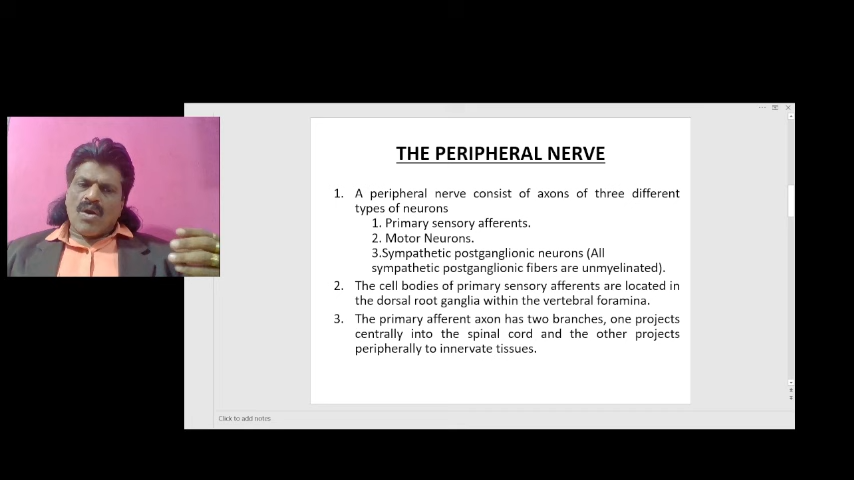 THE PERIPHERAL NERVE
1. A peripheral nerve consist of axons of three different
types of neurons
1. Primary sensory afferents.
2. Motor Neurons.
3.Sympathetic postganglionic neurons (All
sympathetic postganglionic fibers are unmyelinated).
2. The cell bodies of primary sensory afferents are located in
the dorsal root ganglia within the vertebral foramina.
3. The primary afferent axon has two branches, one projects
centrally into the spinal cord and the other projects
peripherally to innervate tissues.
Click to add notes